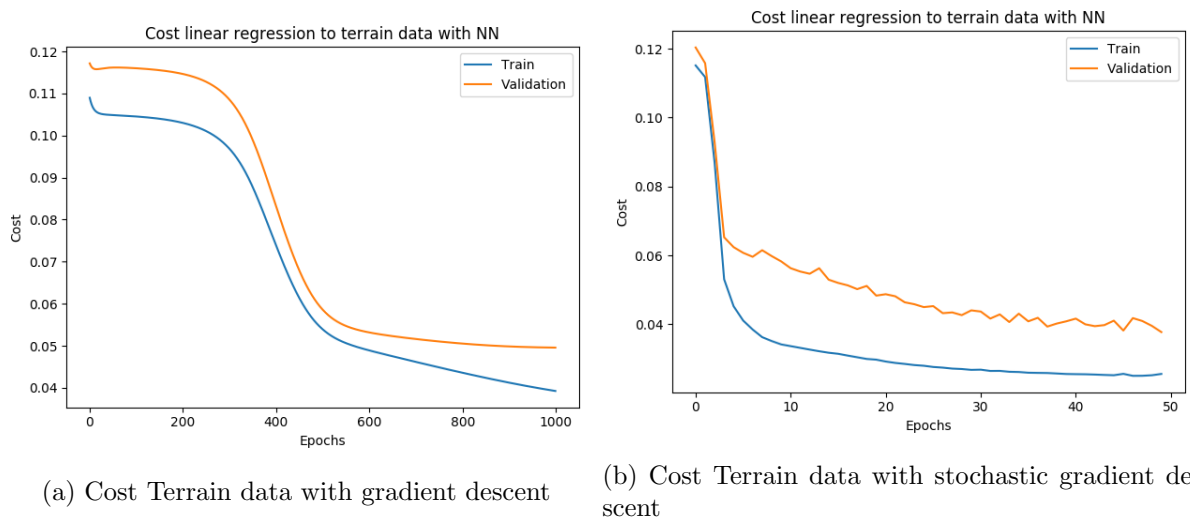 Cost linear regression to terrain data with NN
Train
Validation
0.12
0.11
0.10
0.09
0.08
0.07
0.06
0.05
0.04
Cost
0
200
400
600
800
1000
Epochs
(a) Cost Terrain data with gradient descent
Cost linear regression to terrain data with NN
Train
Validation
0.12
0.10
0.08
0.06
0.04
Cost
0
10
20
30
40
50
Epochs
(b) Cost Terrain data with stochastic gradient de
scent